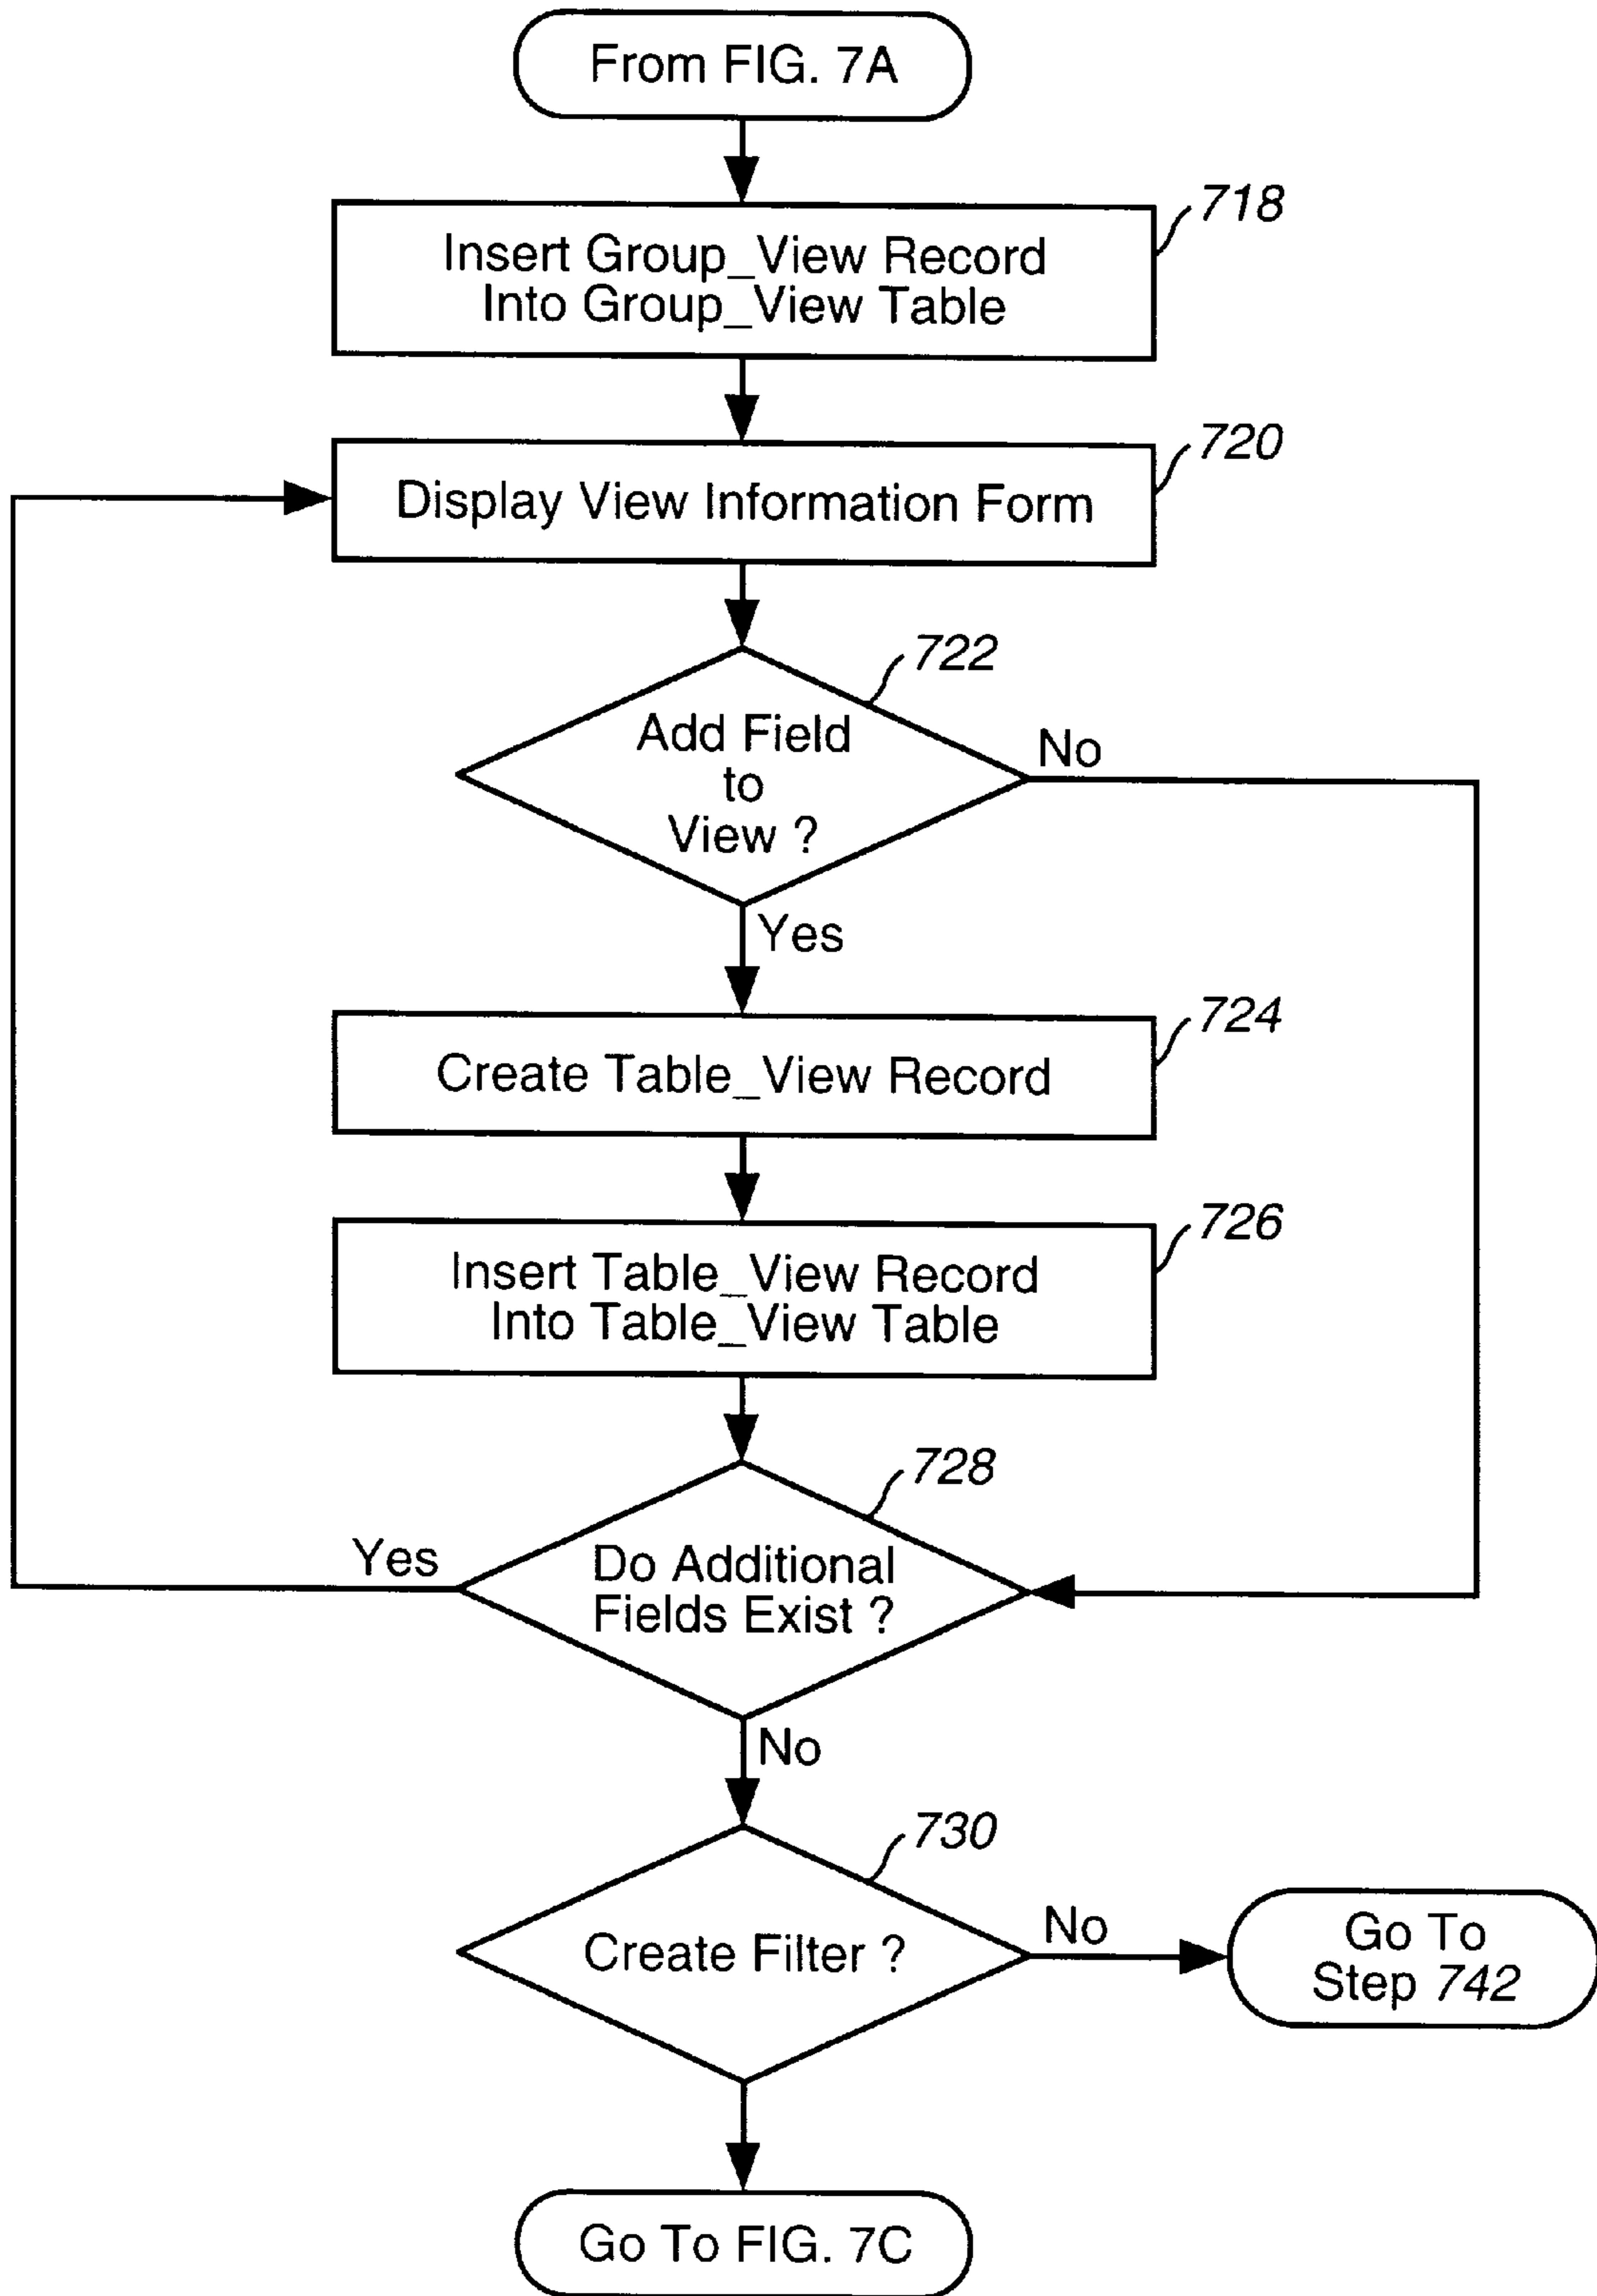 From FIG. 7A
718
Insert Group_View Record
Into Group_View Table
720
Display View Information Form
722
Add Field
to
View ?
No
Yes
724
Create Table_View Record
726
Insert Table_View Record
Into Table_View Table
728
Yes
Do Additional
Fields Exist ?
No
730
Create Filter ?
No
Go To
Step 742
Go To FIG. 7C